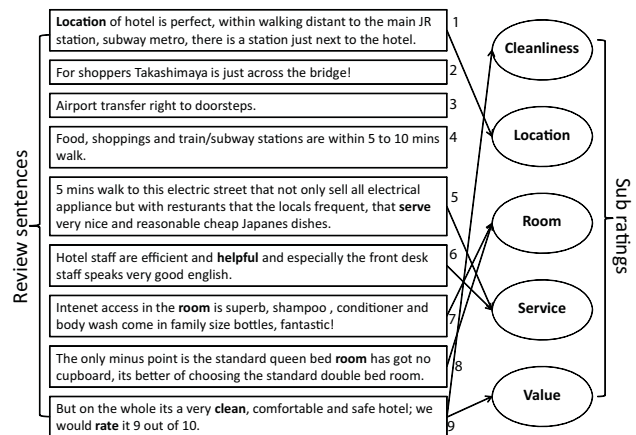 Review sentences
Location of hotel is perfect, within walking distant to the main JR
station, subway metro, there is a station just next to the hotel.
1
For shoppers Takashimaya is just across the bridge!
2
Airport transfer right to doorsteps.
3
Food, shoppings and train/subway stations are within 5 to 10 mins
walk.
4
5 mins walk to this electric street that not only sell all electrical
appliance but with resturants that the locals frequent, that serve
very nice and reasonable cheap Japanes dishes.
5
Hotel staff are efficient and helpful and especially the front desk
staff speaks very good english.
6
Intenet access in the room is superb, shampoo , conditioner and
body wash come in family size bottles, fantastic!
7
The only minus point is the standard queen bed room has got no
cupboard, its better of choosing the standard double bed room.
8
But on the whole its a very clean, comfortable and safe hotel; we
would rate it 9 out of 10.
9
Cleanliness
Location
Room
Service
Value
Sub ratings